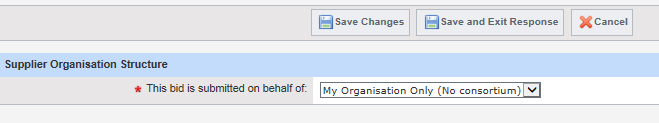 Save Changes Save and Exit Response Cancel
Supplier Organisation Structure
* This bid is submitted on behalf of: My Organisation Only (No consortium)